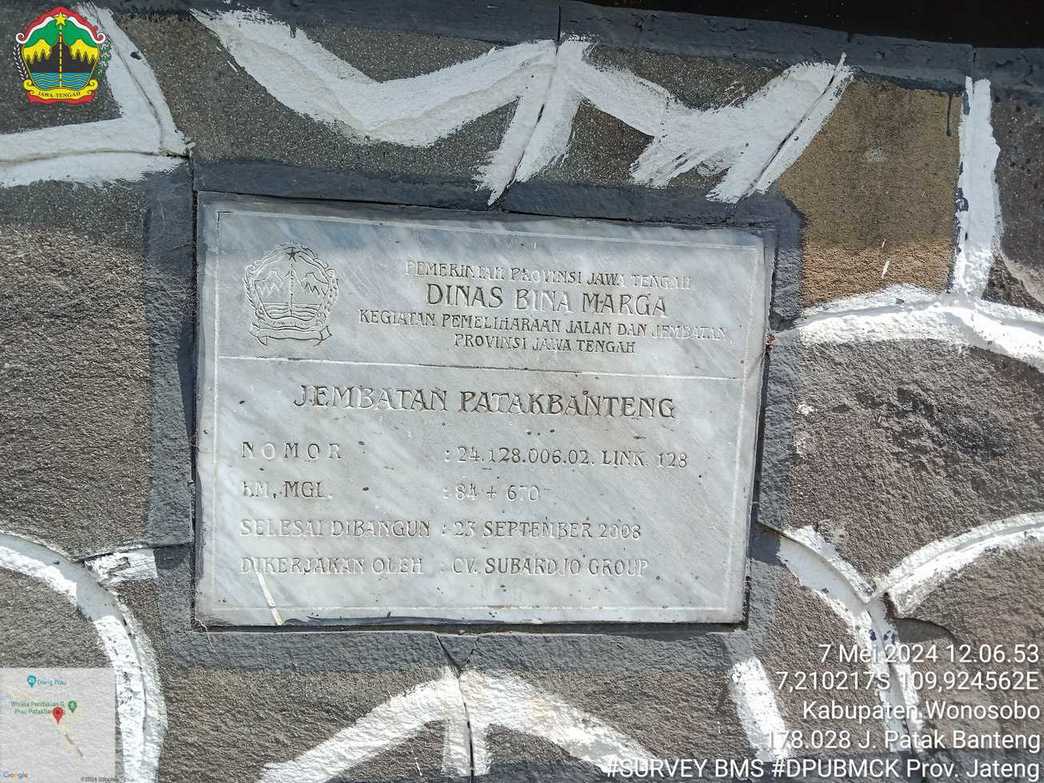 JAWA-TENGAH
PEMERINTAH PROVINSI JAWA TENGAH
DINAS BINA MARGA
KEGIATAN PEMELIHARAAN JALAN DAN JEMBATAN
PROVINSI JAWA TENGAH
JEMBATAN PATAKBANTENG
NOMOR : 24.128.006.02. LINK 128
KM, MGL. : 84 + 670
SELESAI DIBANGUN : 23 SEPTEMBER 2008
DIKERJAKAN OLEH : CV. SUBARDJO GROUP
7 Mei 2024 12.06.53
7,210217S 109,924562E
Kabupaten Wonosobo
178.028 J. Patak Banteng
#SURVEY BMS #DPUBMCK Prov. Jateng
Google